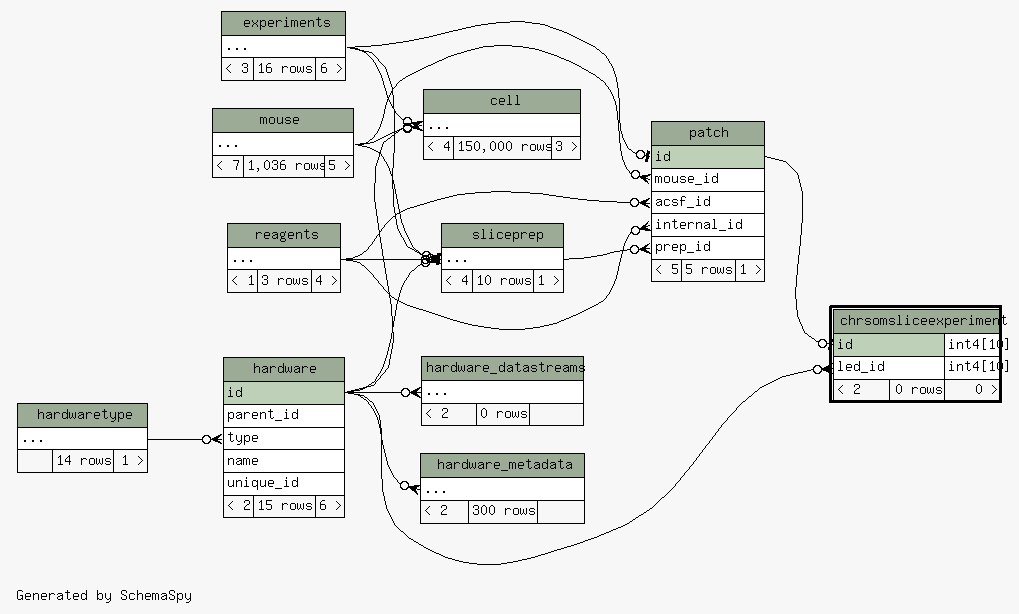 experiments
...
< 3 16 rows 6 >
mouse
...
< 7 1,036 rows 5 >
cell
...
< 4 150,000 rows 3 >
patch
id
mouse_id
acsf_id
internal_id
prep_id
< 5 5 rows 1 >
reagents
...
< 1 3 rows 4 >
sliceprep
...
< 4 10 rows 1 >
chrsomsliceexperiment
id int4[10]
led_id int4[10]
< 2 0 rows 0 >
hardware
id
parent_id
type
name
unique_id
< 2 15 rows 6 >
hardware_datastreams
...
< 2 0 rows
hardwaretype
...
14 rows 1 >
hardware_metadata
...
< 2 300 rows
Generated by SchemaSpy